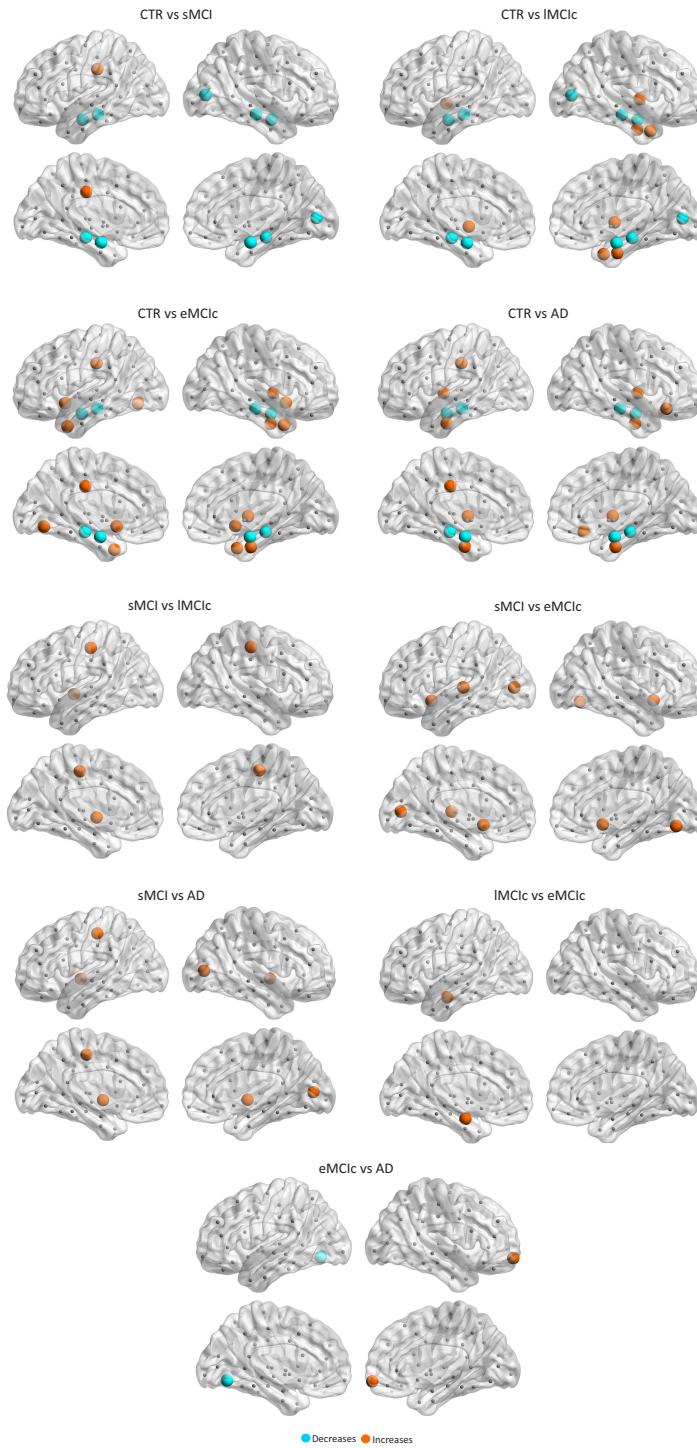 CTR vs sMCI
CTR vs lMCIc
CTR vs eMCIc
CTR vs AD
sMCI vs lMCIc
sMCI vs eMCIc
sMCI vs AD
lMCIc vs eMCIc
eMCIc vs AD
Decreases Increases